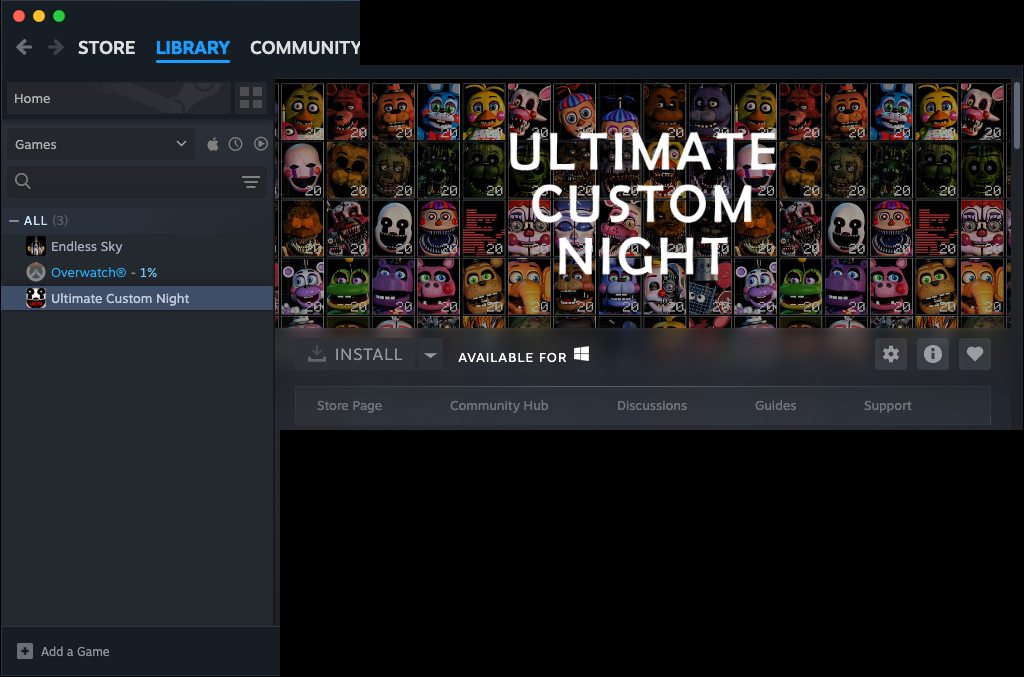 STORE LIBRARY COMMUNITY
Home
Games
ALL (3)
Endless Sky
Overwatch® - 1%
Ultimate Custom Night
Add a Game
ULTIMATE
CUSTOM
NIGHT
INSTALL
AVAILABLE FOR
Store Page Community Hub Discussions Guides Support